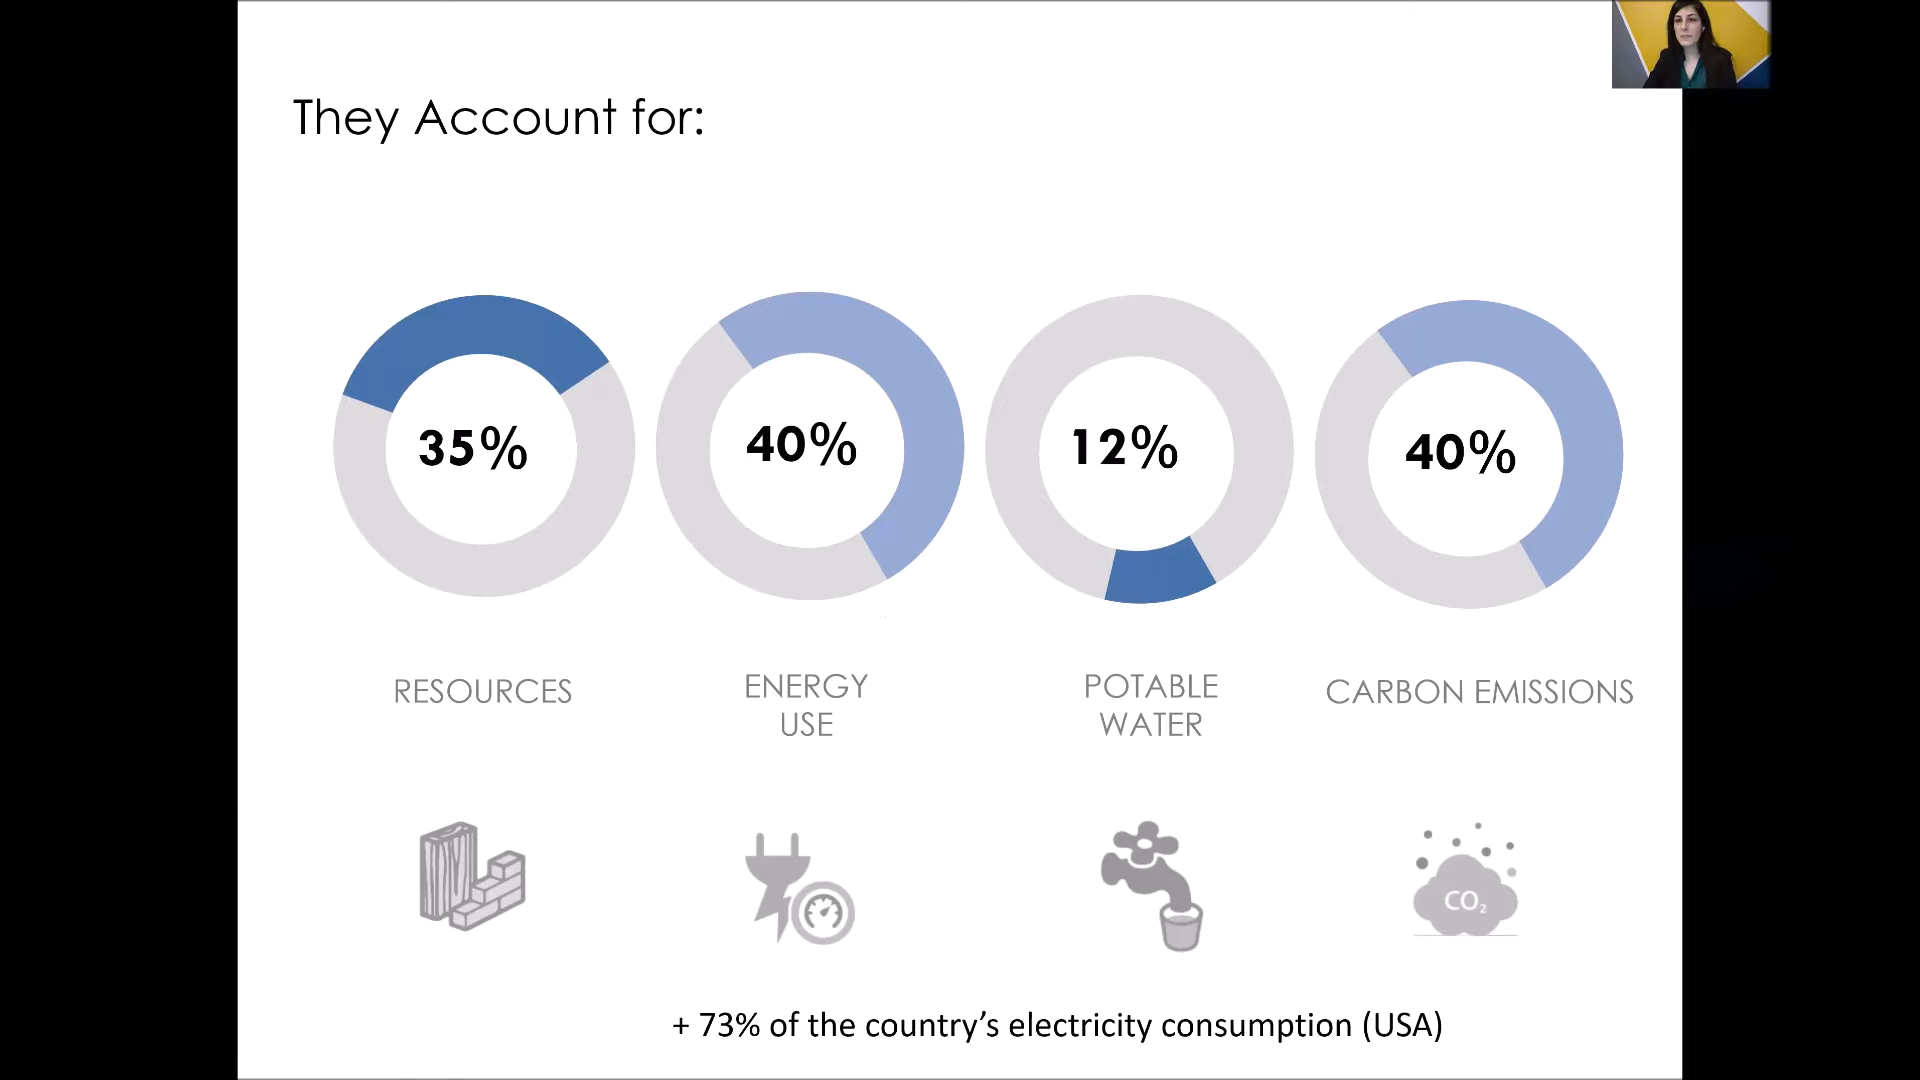 They Account for:
35%
40%
12%
40%
RESOURCES
ENERGY
USE
POTABLE
WATER
CARBON EMISSIONS
CO₂
+ 73% of the country’s electricity consumption (USA)